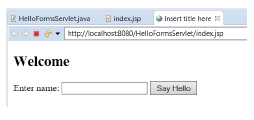 HelloFormsServlet.java index.jsp Insert title here
http://localhost:8080/HelloFormsServlet/index.jsp
Welcome
Enter name: Say Hello